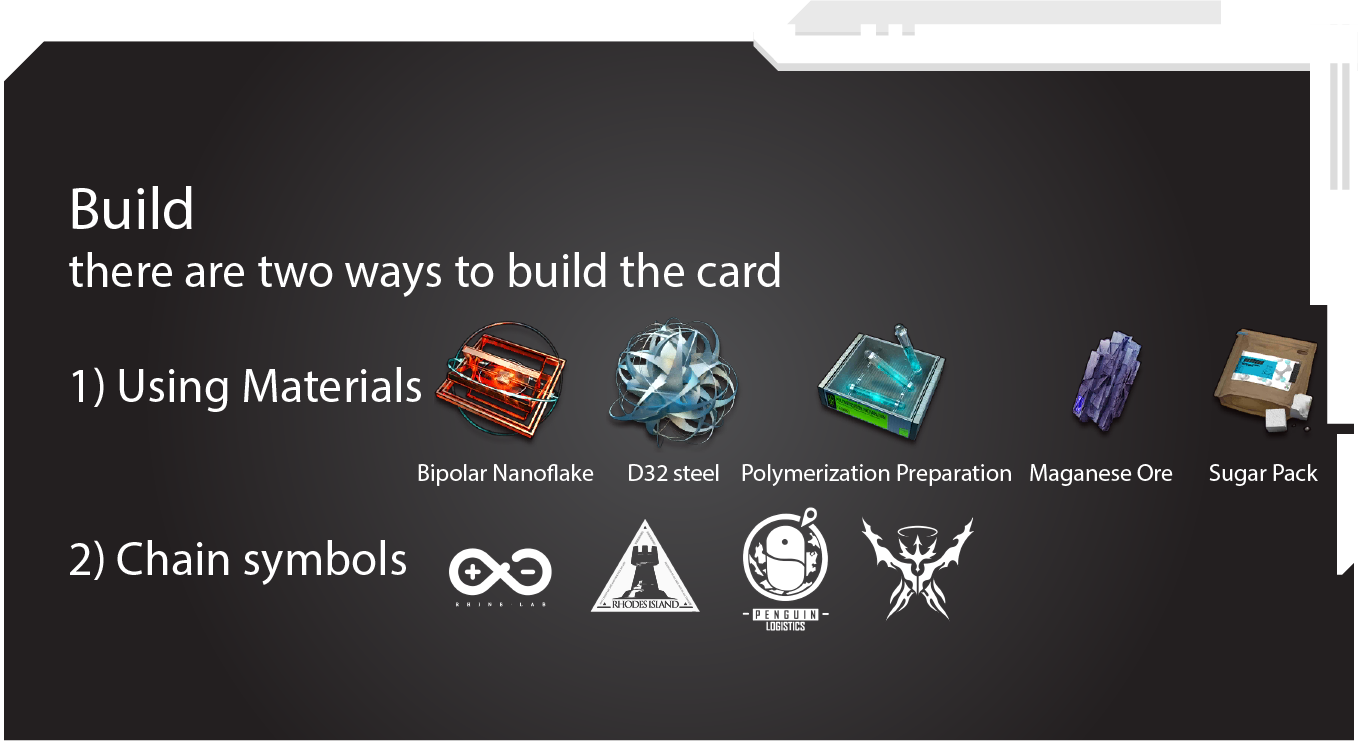 Build
there are two ways to build the card
1) Using Materials
Bipolar Nanoflake D32 steel Polymerization Preparation Maganese Ore Sugar Pack
2) Chain symbols
RHINE LAB
RHODES ISLAND
PENGUIN
LOGISTICS